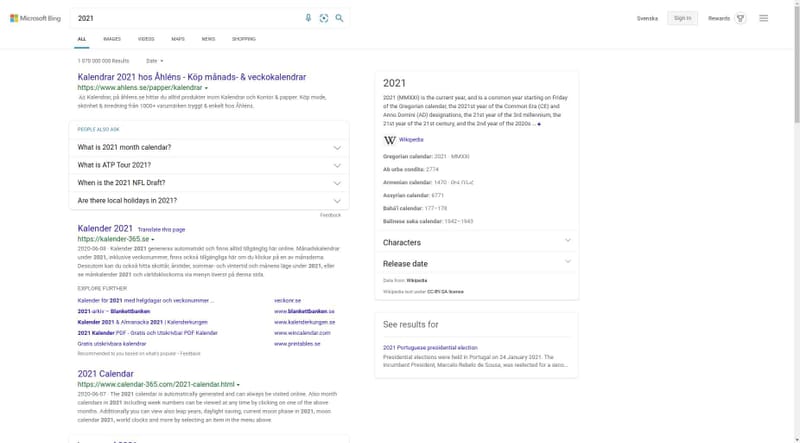 Microsoft Bing
2021
Svenska
Sign in
Rewards
ALL
IMAGES
VIDEOS
MAPS
NEWS
SHOPPING
1 070 000 000 Results
Date
Kalendrar 2021 hos Åhléns - Köp månads- & veckokalendrar
https://www.ahlens.se/papper/kalendrar
Ad Kalendrar, på åhlens.se hittar du alltid produkter inom Kalendrar och Kontor & papper. Köp mode,
skönhet & inredning från 1000+ varumärken tryggt & enkelt hos Åhléns.
PEOPLE ALSO ASK
What is 2021 month calendar?
What is ATP Tour 2021?
When is the 2021 NFL Draft?
Are there local holidays in 2021?
Feedback
Kalender 2021 Translate this page
https://kalender-365.se
2020-06-08 · Kalender 2021 genereras automatiskt och finns alltid tillgänglig här online. Månadskalendrar
under 2021, inklusive veckonummer, finns också tillgängliga här om du klickar på en av månaderna.
Dessutom kan du också hitta skottår, årstider, sommar- och vintertid och månens läge under 2021, eller
se månkalender 2021 och världsklockorna via menyn överst på denna sida.
EXPLORE FURTHER
Kalender för 2021 med helgdagar och veckonummer ...
veckonr.se
2021-arkiv – Blankettbanken
www.blankettbanken.se
Kalender 2021 & Almanacka 2021 | Kalenderkungen
www.kalenderkungen.se
2021 Kalender PDF - Gratis och Utskrivbar PDF Kalender
www.wincalendar.com
Gratis utskrivbara kalendrar
www.printables.se
Recommended to you based on what's popular · Feedback
2021 Calendar
https://www.calendar-365.com/2021-calendar.html
2020-06-07 · The 2021 calendar is automatically generated and can always be visited online. Also month
calendars in 2021 including week numbers can be viewed at any time by clicking on one of the above
months. Additionally you can view also leap years, daylight saving, current moon phase in 2021, moon
calendar 2021, world clocks and more by selecting an item in the menu above.
2021
2021 (MMXXI) is the current year, and is a common year starting on Friday
of the Gregorian calendar, the 2021st year of the Common Era (CE) and
Anno Domini (AD) designations, the 21st year of the 3rd millennium, the
21st year of the 21st century, and the 2nd year of the 2020s ...
W Wikipedia
Gregorian calendar: 2021 · MMXXI
Ab urbe condita: 2774
Armenian calendar: 1470
Assyrian calendar: 6771
Bahá'í calendar: 177–178
Balinese saka calendar: 1942–1943
Characters
Release date
Data from: Wikipedia
Wikipedia text under CC-BY-SA license
See results for
2021 Portuguese presidential election
Presidential elections were held in Portugal on 24 January 2021. The
incumbent President, Marcelo Rebelo de Sousa, was reelected for a seco...